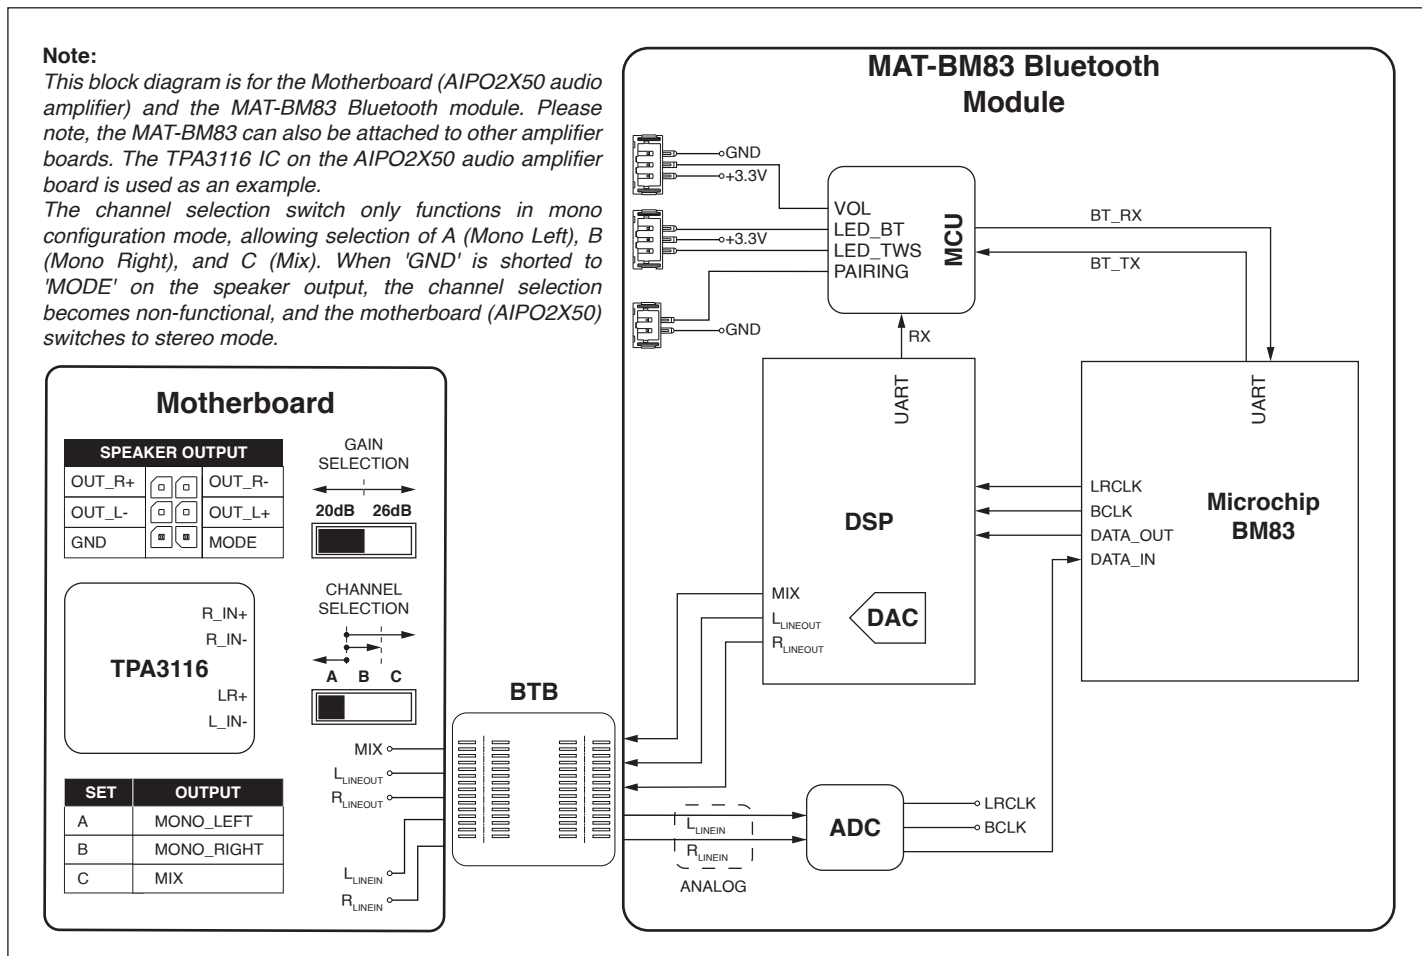 Note:
This block diagram is for the Motherboard (AIPO2X50 audio
amplifier) and the MAT-BM83 Bluetooth module. Please
note, the MAT-BM83 can also be attached to other amplifier
boards. The TPA3116 IC on the AIPO2X50 audio amplifier
board is used as an example.
The channel selection switch only functions in mono
configuration mode, allowing selection of A (Mono Left), B
(Mono Right), and C (Mix). When 'GND' is shorted to
'MODE' on the speaker output, the channel selection
becomes non-functional, and the motherboard (AIPO2X50)
switches to stereo mode.
MAT-BM83 Bluetooth
Module
GND
+3.3V
+3.3V
GND
VOL
LED_BT
LED_TWS
PAIRING
MCU
BT_RX
BT_TX
RX
UART
DSP
MIX
LLINEOUT
RLINEOUT
DAC
UART
LRCLK
BCLK
DATA_OUT
DATA_IN
Microchip
BM83
Motherboard
SPEAKER OUTPUT
OUT_R+ OUT_R-
OUT_L- OUT_L+
GND MODE
GAIN
SELECTION
20dB 26dB
TPA3116
R_IN+
R_IN-
LR+
L_IN-
CHANNEL
SELECTION
A B C
SET OUTPUT
A MONO_LEFT
B MONO_RIGHT
C MIX
MIX
LLINEOUT
RLINEOUT
LLINEIN
RLINEIN
BTB
LLINEIN
RLINEIN
ANALOG
ADC
LRCLK
BCLK